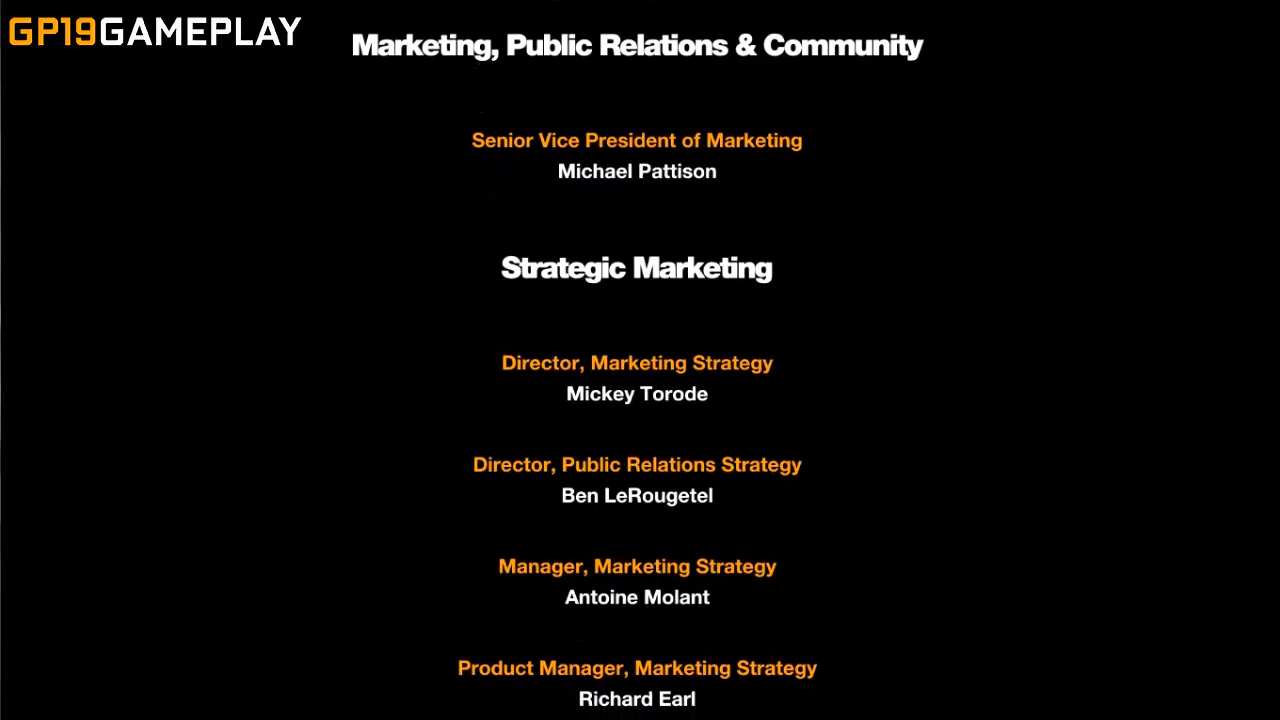 GP19GAMEPLAY
Marketing, Public Relations & Community
Senior Vice President of Marketing
Michael Pattison
Strategic Marketing
Director, Marketing Strategy
Mickey Torode
Director, Public Relations Strategy
Ben LeRougetel
Manager, Marketing Strategy
Antoine Molant
Product Manager, Marketing Strategy
Richard Earl